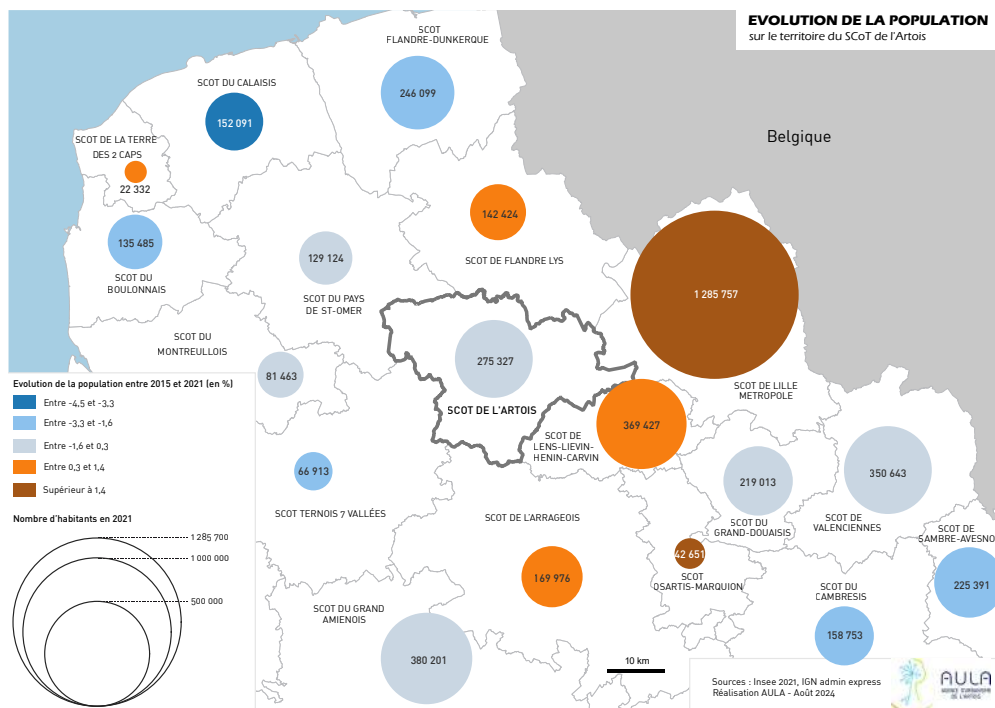 EVOLUTION DE LA POPULATION
sur le territoire du SCoT de l'Artois
SCOT
FLANDRE-DUNKERQUE
246 099
SCOT DU CALAISIS
152 091
Belgique
SCOT DE LA TERRE
DES 2 CAPS
22 332
142 424
SCOT DE FLANDRE LYS
135 485
SCOT DU
BOULONNAIS
129 124
SCOT DU PAYS
DE ST-OMER
1 285 757
SCOT DE LILLE
METROPOLE
SCOT DU
MONTREULLOIS
81 463
275 327
SCOT DE L'ARTOIS
369 427
SCOT DE
LENS-LIEVIN-
HENIN-CARVIN
Evolution de la population entre 2015 et 2021 (en %)
Entre -4,5 et -3,3
Entre -3,3 et -1,6
Entre -1,6 et 0,3
Entre 0,3 et 1,4
Supérieur à 1,4
66 913
SCOT TERNOIS 7 VALLÉES
SCOT DE L'ARRAGEOIS
169 976
219 013
SCOT DU
GRAND-DOUAISIS
350 643
SCOT DE
VALENCIENNES
42 651
SCOT
OSARTIS-MARQUION
SCOT DE
SAMBRE-AVESNO
225 391
SCOT DU
CAMBRESIS
158 753
SCOT DU GRAND
AMIENOIS
380 201
Nombre d'habitants en 2021
1 285 700
1 000 000
500 000
10 km
Sources : Insee 2021, IGN admin express
Réalisation AULA - Août 2024
AULA
AGENCE D'URBANISME
DE L'ARTOIS